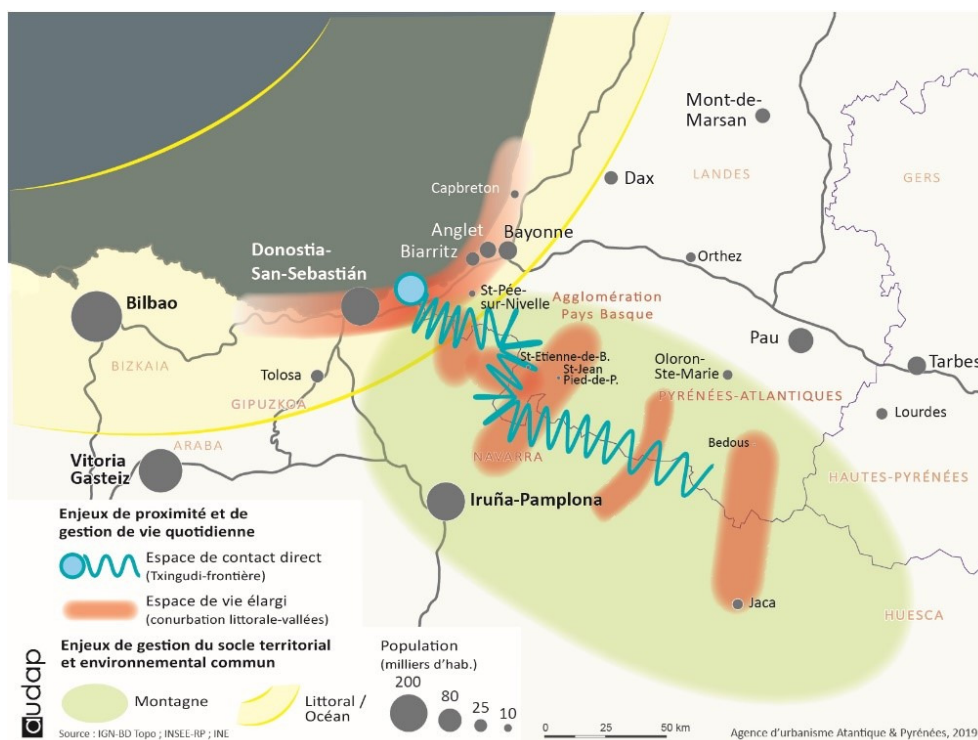 Mont-de-
Marsan
LANDES
GERS
Dax
Capbreton
Anglet
Bayonne
Biarritz
Donostia-
San-Sebastián
Orthez
St-Pée-
sur-Nivelle
Agglomération
Pays Basque
Bilbao
BIZKAIA
Pau
Tarbes
Tolosa
GIPUZKOA
St-Etienne-de-B.
St-Jean
Pied-de-P.
Oloron-
Ste-Marie
PYRÉNÉES-ATLANTIQUES
Lourdes
ARABA
Vitoria
Gasteiz
NAVARRA
Bedous
HAUTES-PYRÉNÉES
Iruña-Pamplona
Jaca
HUESCA
Enjeux de proximité et de
gestion de vie quotidienne
Espace de contact direct
(Txingudi-frontière)
Espace de vie élargi
(conurbation littorale-vallées)
Enjeux de gestion du socle territorial
et environnemental commun
Montagne
Littoral /
Océan
Population
(milliers d'hab.)
200
80
25
10
0 25 50 km
audap
Source : IGN-BD Topo ; INSEE-RP ; INE
Agence d'urbanisme Atantique & Pyrénées, 2019